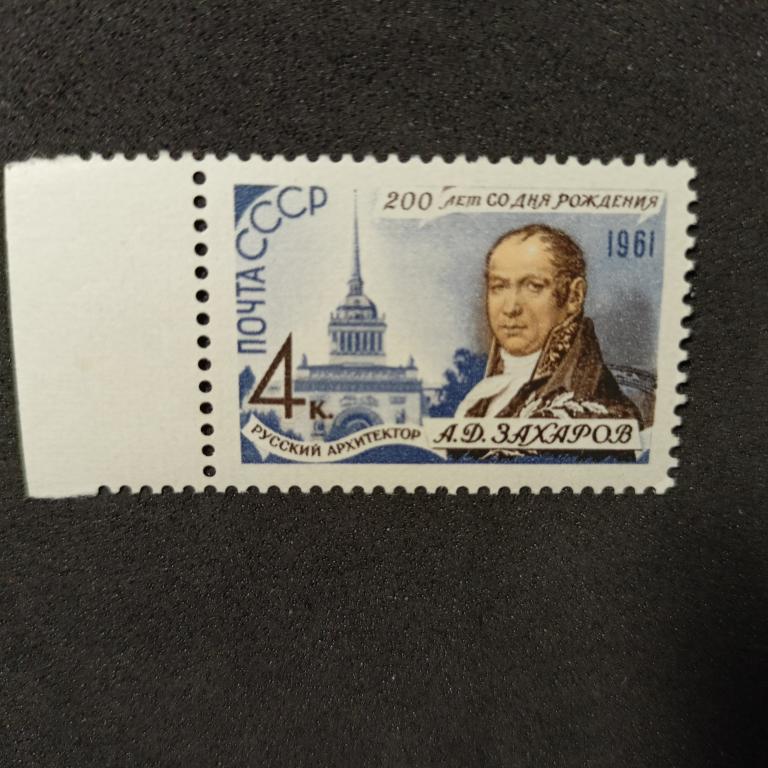 ПОЧТА СССР
200 лет СО ДНЯ РОЖДЕНИЯ
1961
4 к.
РУССКИЙ АРХИТЕКТОР
А.Д. ЗАХАРОВ